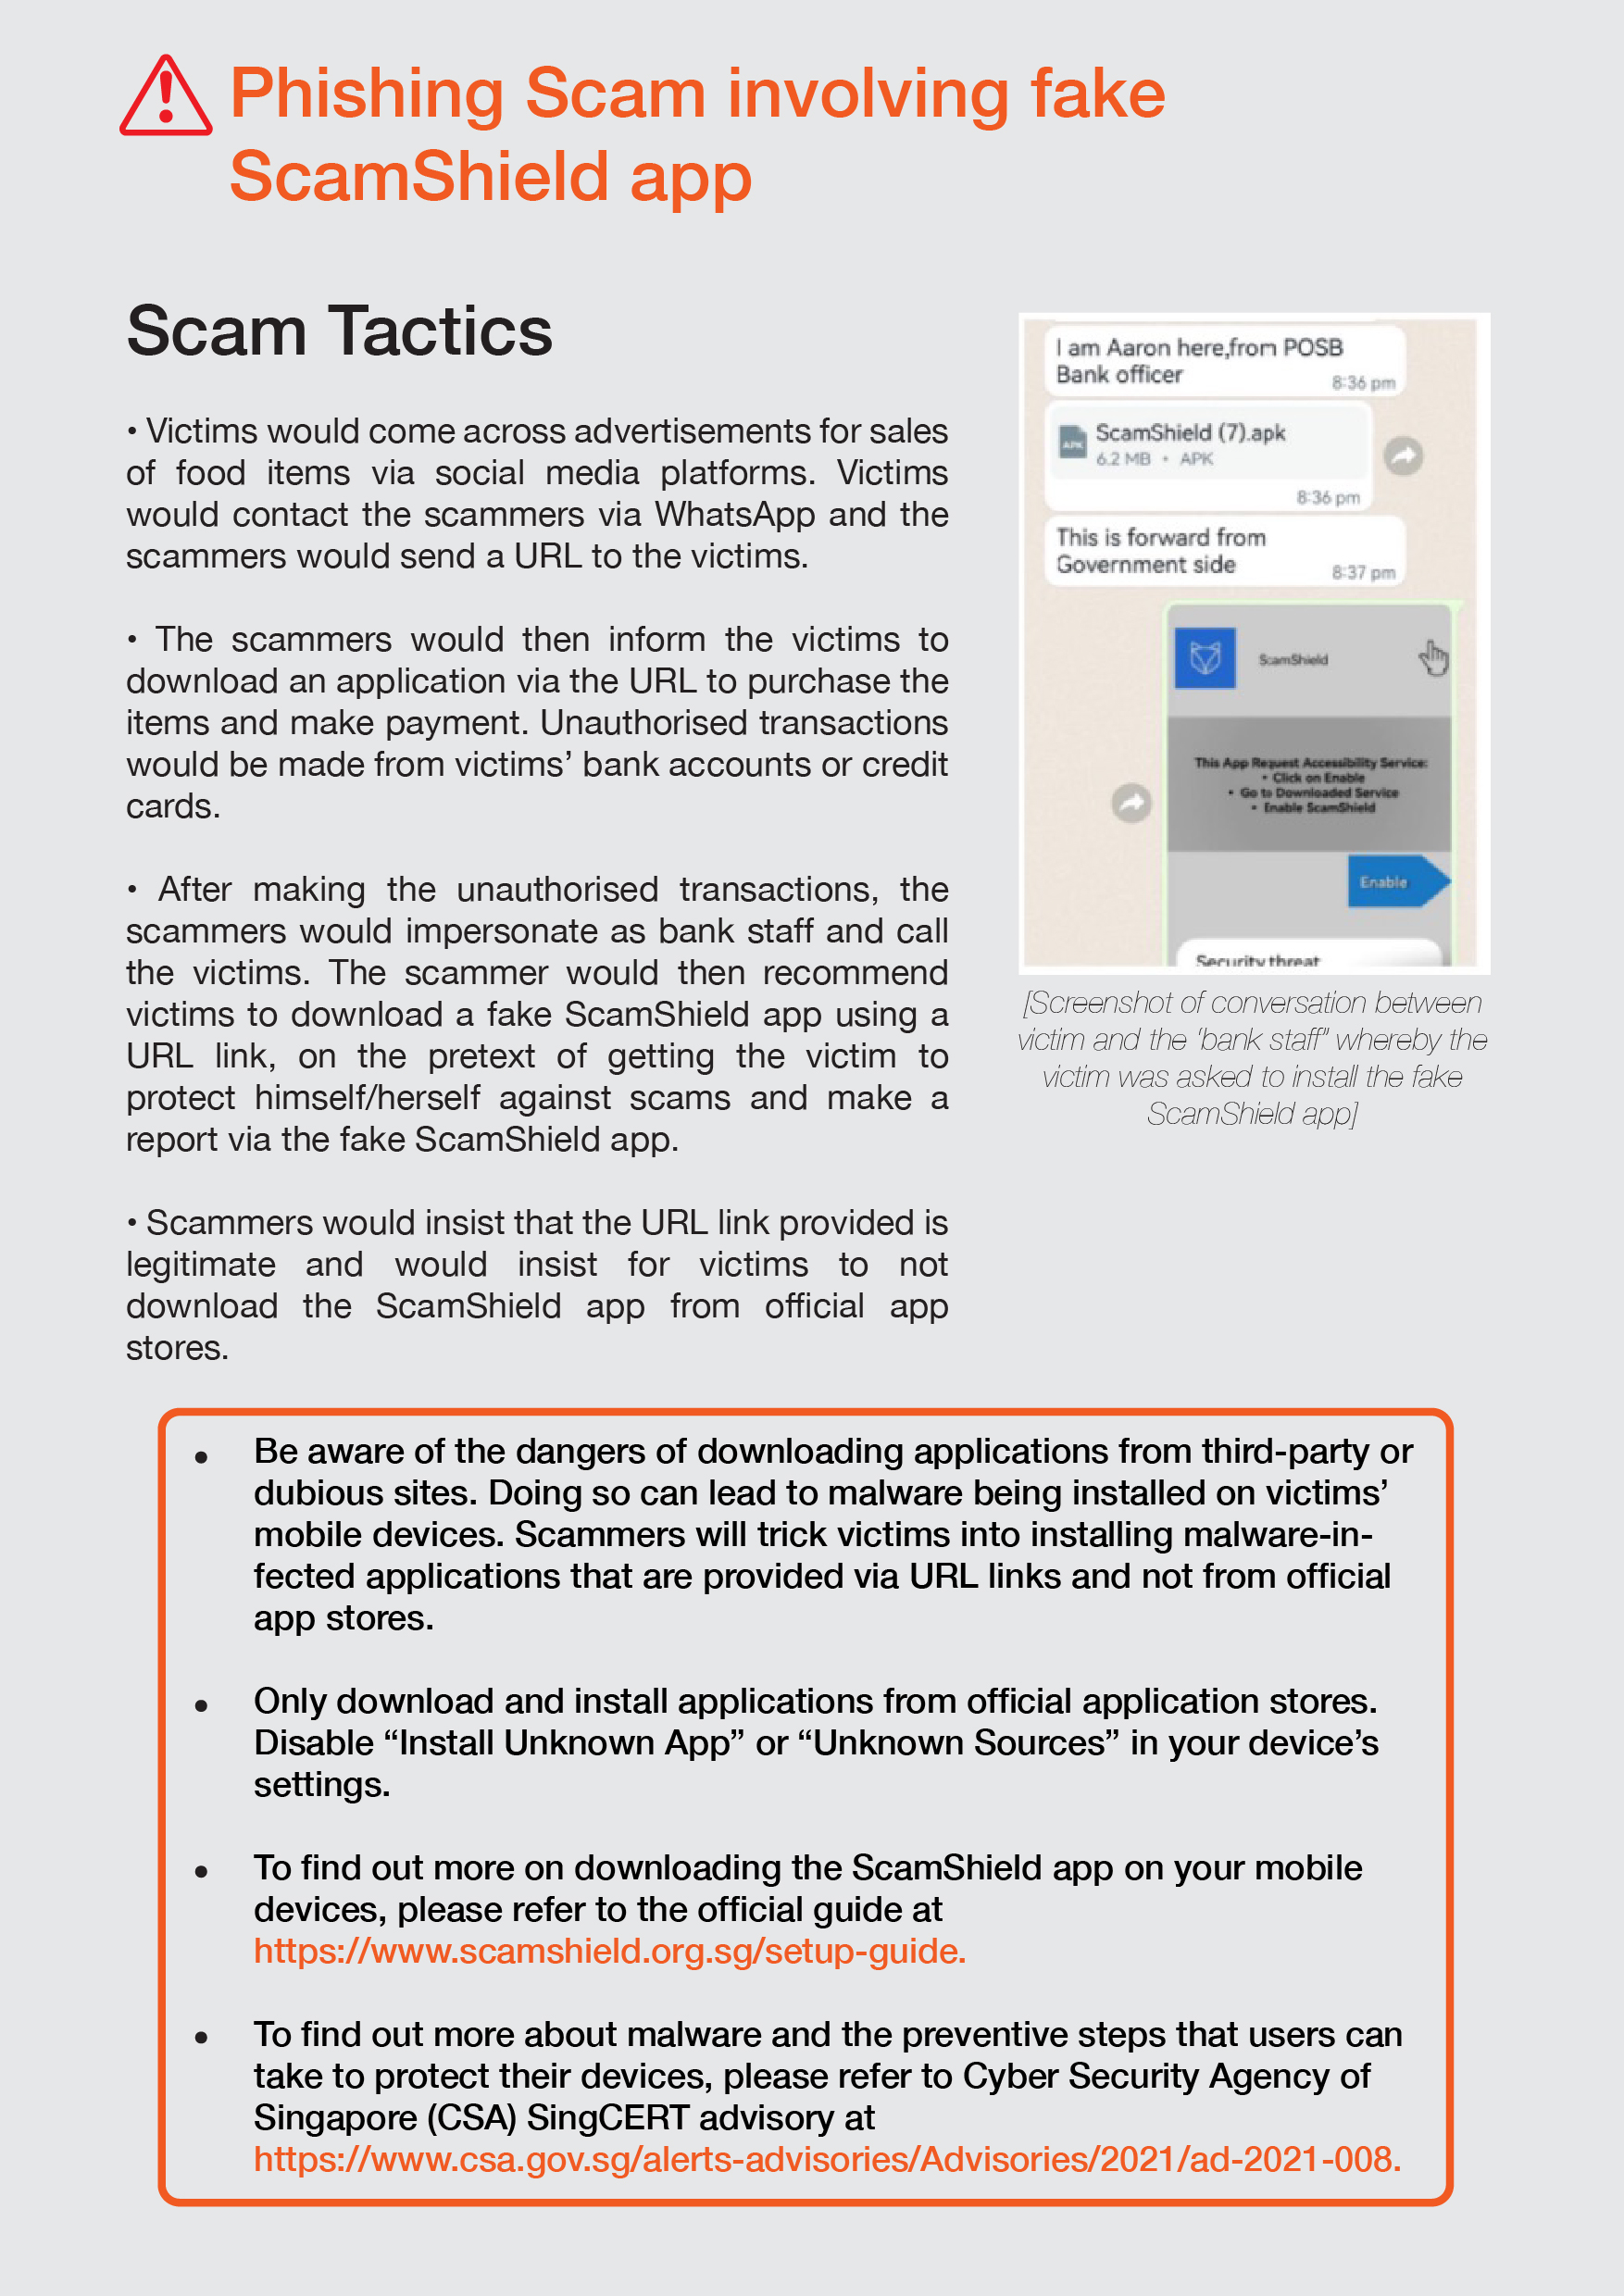 Phishing Scam involving fake
ScamShield app
Scam Tactics
• Victims would come across advertisements for sales
of food items via social media platforms. Victims
would contact the scammers via WhatsApp and the
scammers would send a URL to the victims.
• The scammers would then inform the victims to
download an application via the URL to purchase the
items and make payment. Unauthorised transactions
would be made from victims’ bank accounts or credit
cards.
• After making the unauthorised transactions, the
scammers would impersonate as bank staff and call
the victims. The scammer would then recommend
victims to download a fake ScamShield app using a
URL link, on the pretext of getting the victim to
protect himself/herself against scams and make a
report via the fake ScamShield app.
• Scammers would insist that the URL link provided is
legitimate and would insist for victims to not
download the ScamShield app from official app
stores.
I am Aaron here,from POSB
Bank officer
8:36 pm
APK
ScamShield (7).apk
6.2 MB • APK
8:36 pm
This is forward from
Government side
8:37 pm
ScamShield
This App Request Accessibility Service:
• Click on Enable
• Go to Downloaded Service
• Enable ScamShield
Enable
Security threat
[Screenshot of conversation between
victim and the 'bank staff" whereby the
victim was asked to install the fake
ScamShield app]
• Be aware of the dangers of downloading applications from third-party or
dubious sites. Doing so can lead to malware being installed on victims’
mobile devices. Scammers will trick victims into installing malware-in-
fected applications that are provided via URL links and not from official
app stores.
• Only download and install applications from official application stores.
Disable “Install Unknown App” or “Unknown Sources” in your device’s
settings.
• To find out more on downloading the ScamShield app on your mobile
devices, please refer to the official guide at
https://www.scamshield.org.sg/setup-guide.
• To find out more about malware and the preventive steps that users can
take to protect their devices, please refer to Cyber Security Agency of
Singapore (CSA) SingCERT advisory at
https://www.csa.gov.sg/alerts-advisories/Advisories/2021/ad-2021-008.